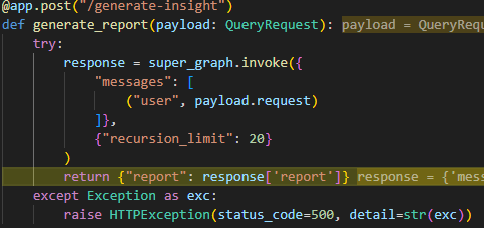 @app.post("/generate-insight")
def generate_report(payload: QueryRequest): payload = QueryRequ
    try:
        response = super_graph.invoke({
            "messages": [
                ("user", payload.request)
            ]},
            {"recursion_limit": 20}
        )
        return {"report": response['report']} response = {'mess
    except Exception as exc:
        raise HTTPException(status_code=500, detail=str(exc))